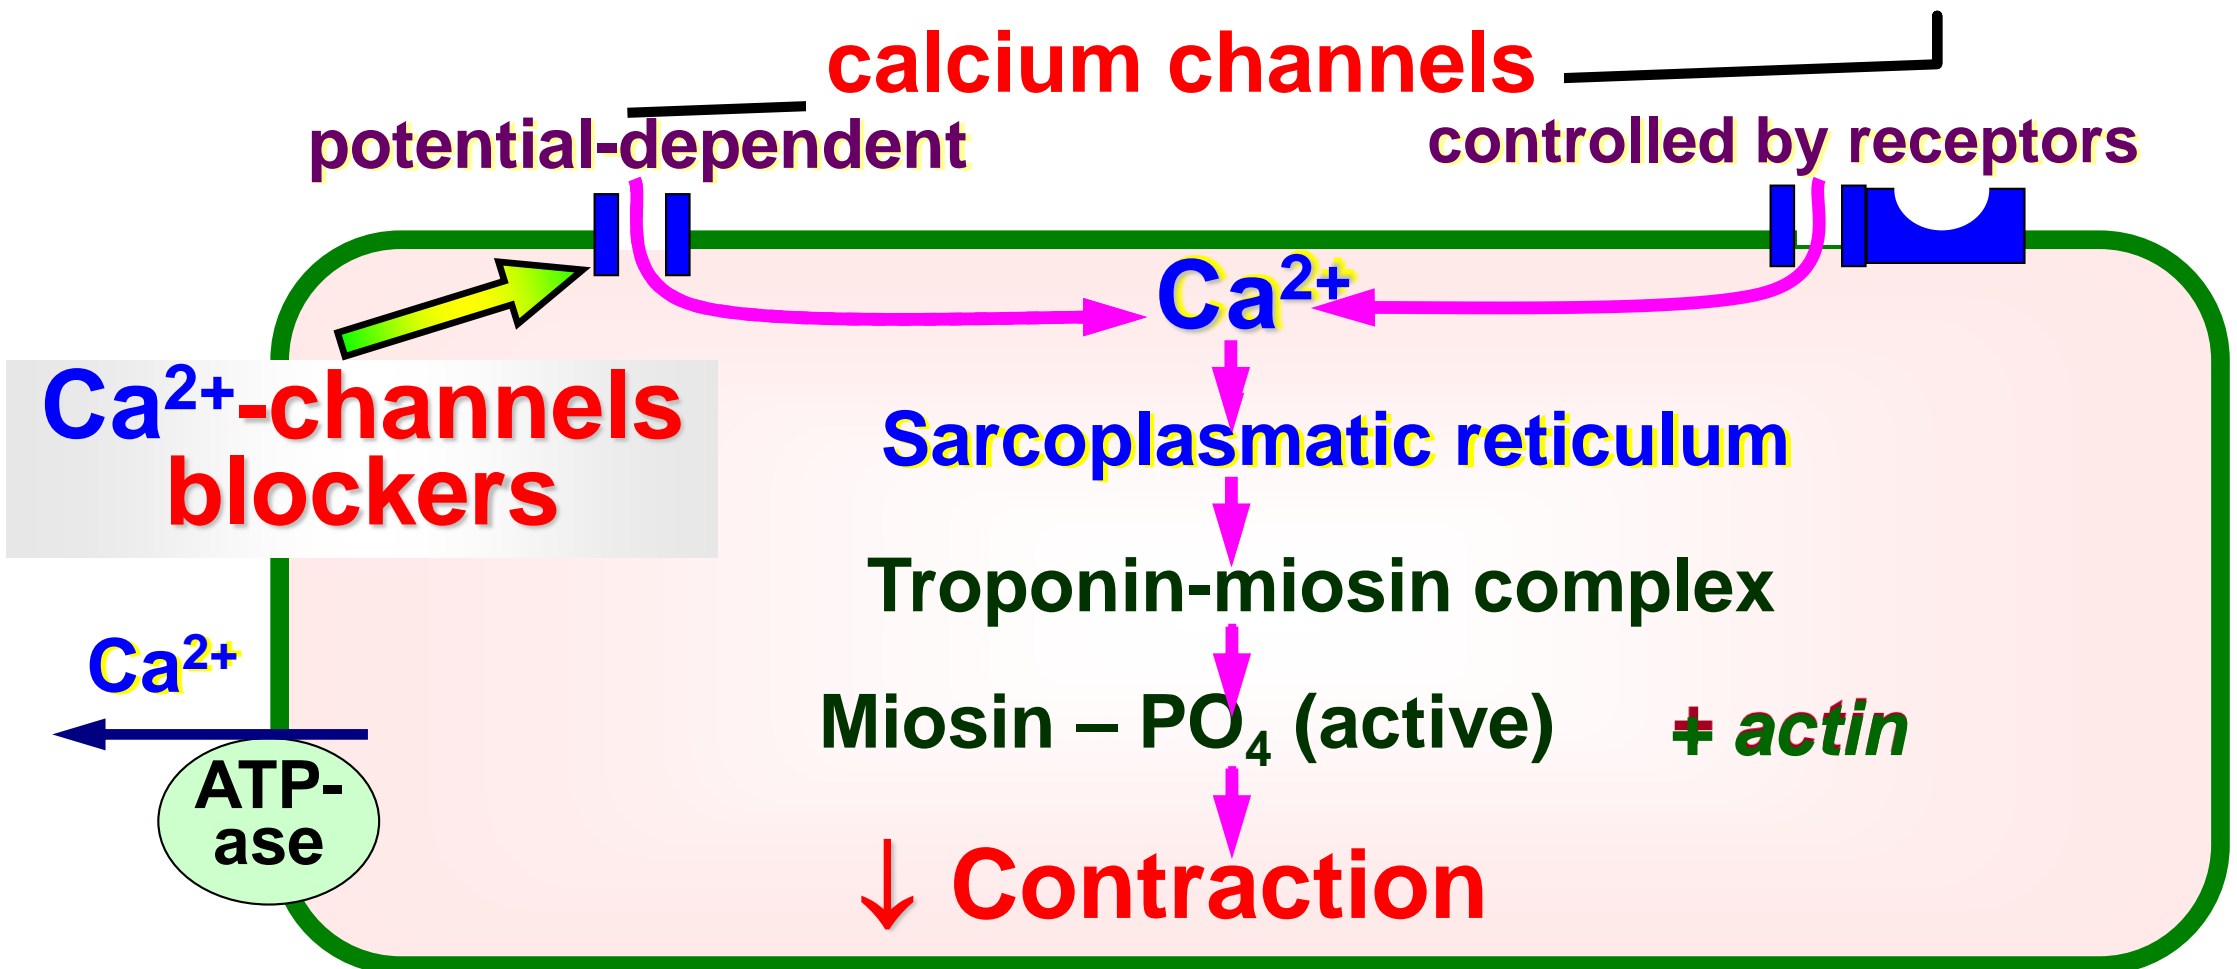 calcium channels
potential-dependent
controlled by receptors
Ca²⁺
Ca²⁺-channels
blockers
Sarcoplasmatic reticulum
Troponin-miosin complex
Ca²⁺
Miosin – PO₄ (active) + actin
ATP-
ase
↓ Contraction